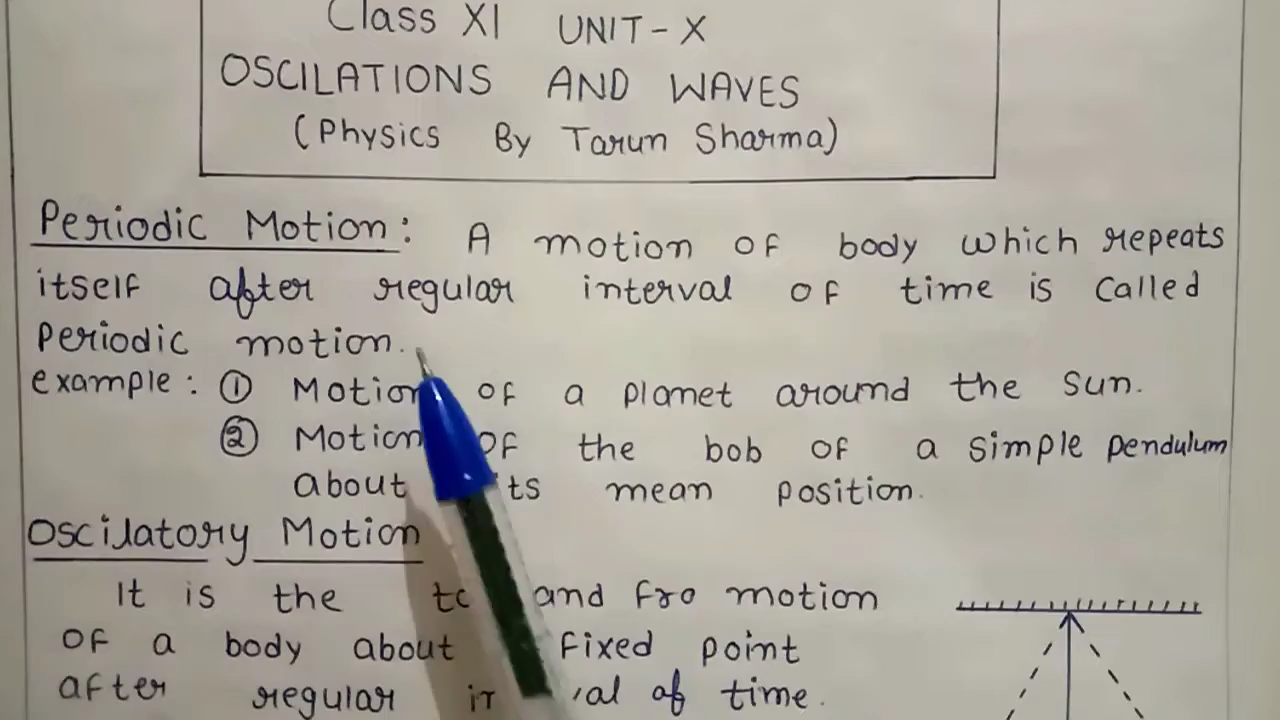 Class XI UNIT-X
OSCILATIONS AND WAVES
(Physics By Tarun Sharma)
Periodic Motion: A motion of body which repeats
itself after regular interval of time is called
Periodic motion.
example: ① Motion of a planet around the Sun.
② Motion of the bob of a simple pendulum
about its mean position.
Oscilatory Motion
It is the to and fro motion
of a body about fixed point
after regular of time.